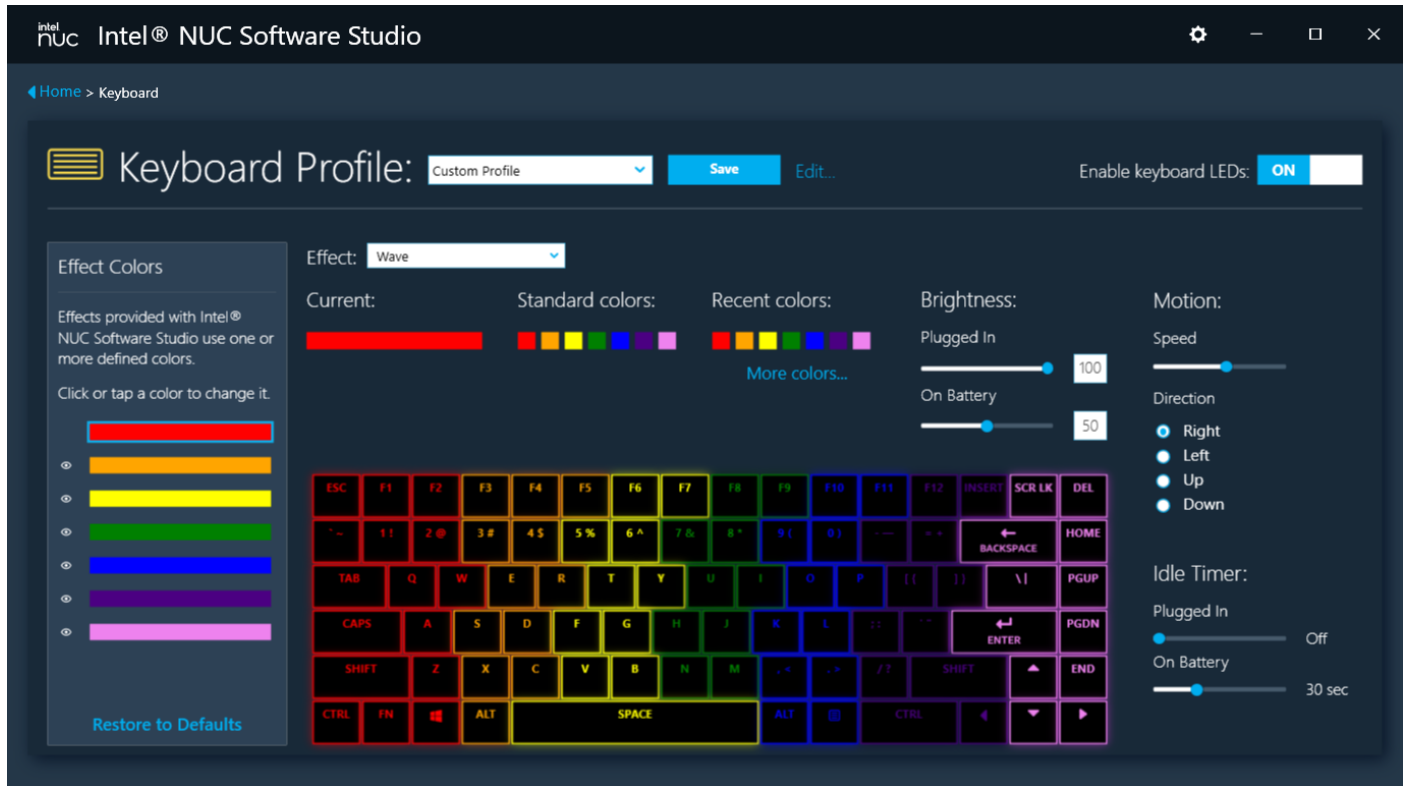 intel nuc Intel® NUC Software Studio
Home > Keyboard
Keyboard Profile: Custom Profile Save Edit... Enable keyboard LEDs: ON
Effect Colors
Effects provided with Intel®
NUC Software Studio use one or
more defined colors.
Click or tap a color to change it.
Restore to Defaults
Effect: Wave
Current: Standard colors: Recent colors:
More colors...
Brightness:
Plugged In
100
On Battery
50
Motion:
Speed
Direction
Right
Left
Up
Down
Idle Timer:
Plugged In
Off
On Battery
30 sec
ESC F1 F2 F3 F4 F5 F6 F7 F8 F9 F10 F11 F12 INSERT SCR LK DEL
` ~ 1 ! 2 @ 3 # 4 $ 5 % 6 ^ 7 & 8 * 9 ( 0 ) BACKSPACE HOME
TAB Q W E R T Y U I O P [ { ] } \ | PGUP
CAPS A S D F G H J K L ENTER PGDN
SHIFT Z X C V B N M / ? SHIFT END
CTRL FN ALT SPACE ALT CTRL